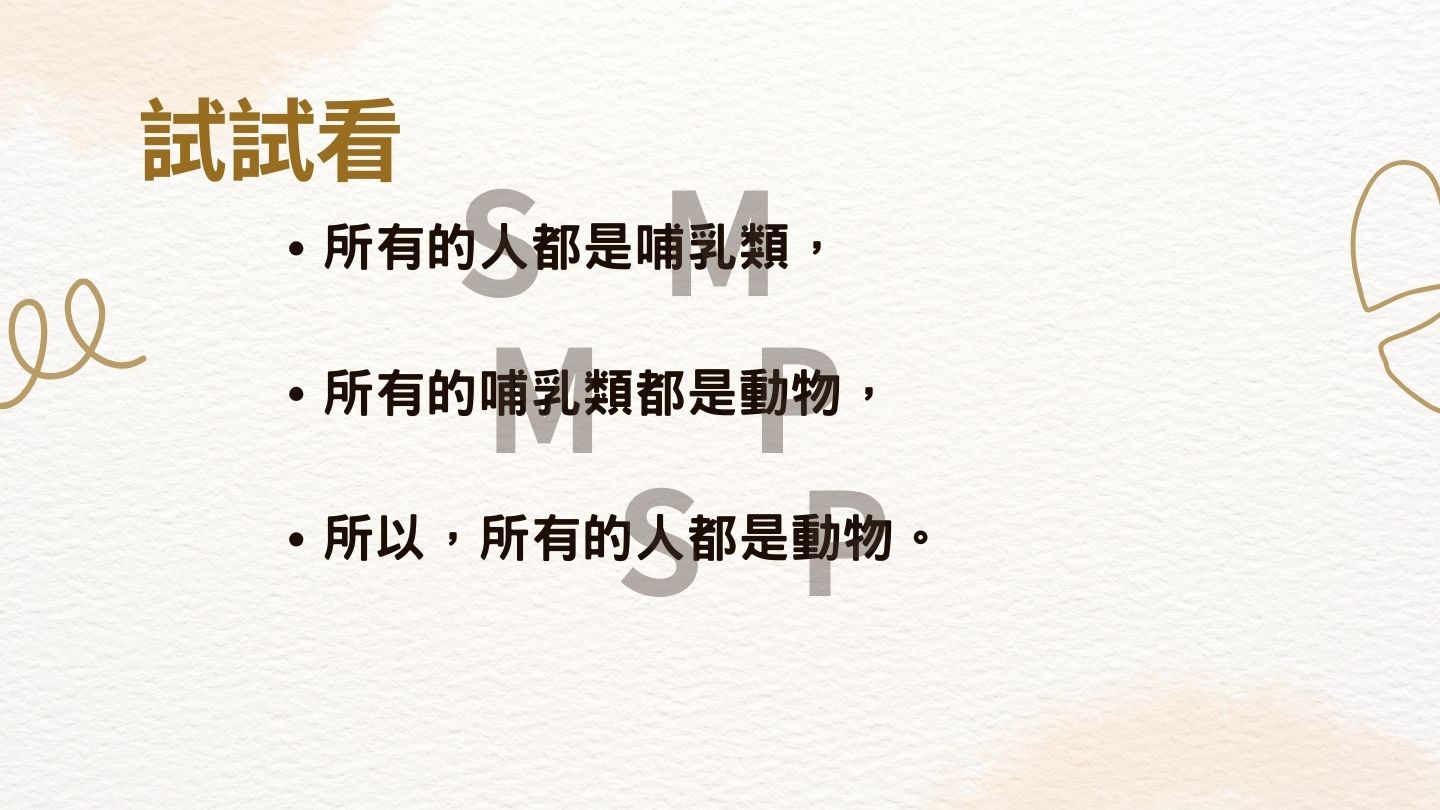 試試看
S M
• 所有的人都是哺乳類，
M P
• 所有的哺乳類都是動物，
S P
• 所以，所有的人都是動物。